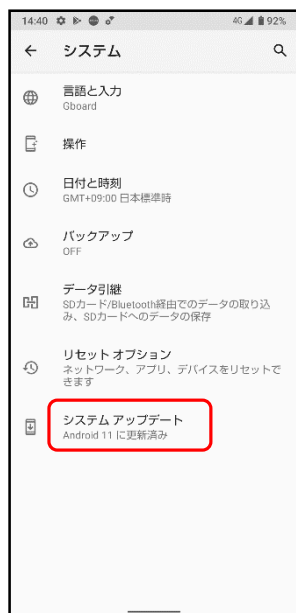 14:40 4G 92%
システム
言語と入力
Gboard
操作
日付と時刻
GMT+09:00 日本標準時
バックアップ
OFF
データ引継
SDカード/Bluetooth経由でのデータの取り込
み、SDカードへのデータの保存
リセット オプション
ネットワーク、アプリ、デバイスをリセットで
きます
システム アップデート
Android 11 に更新済み